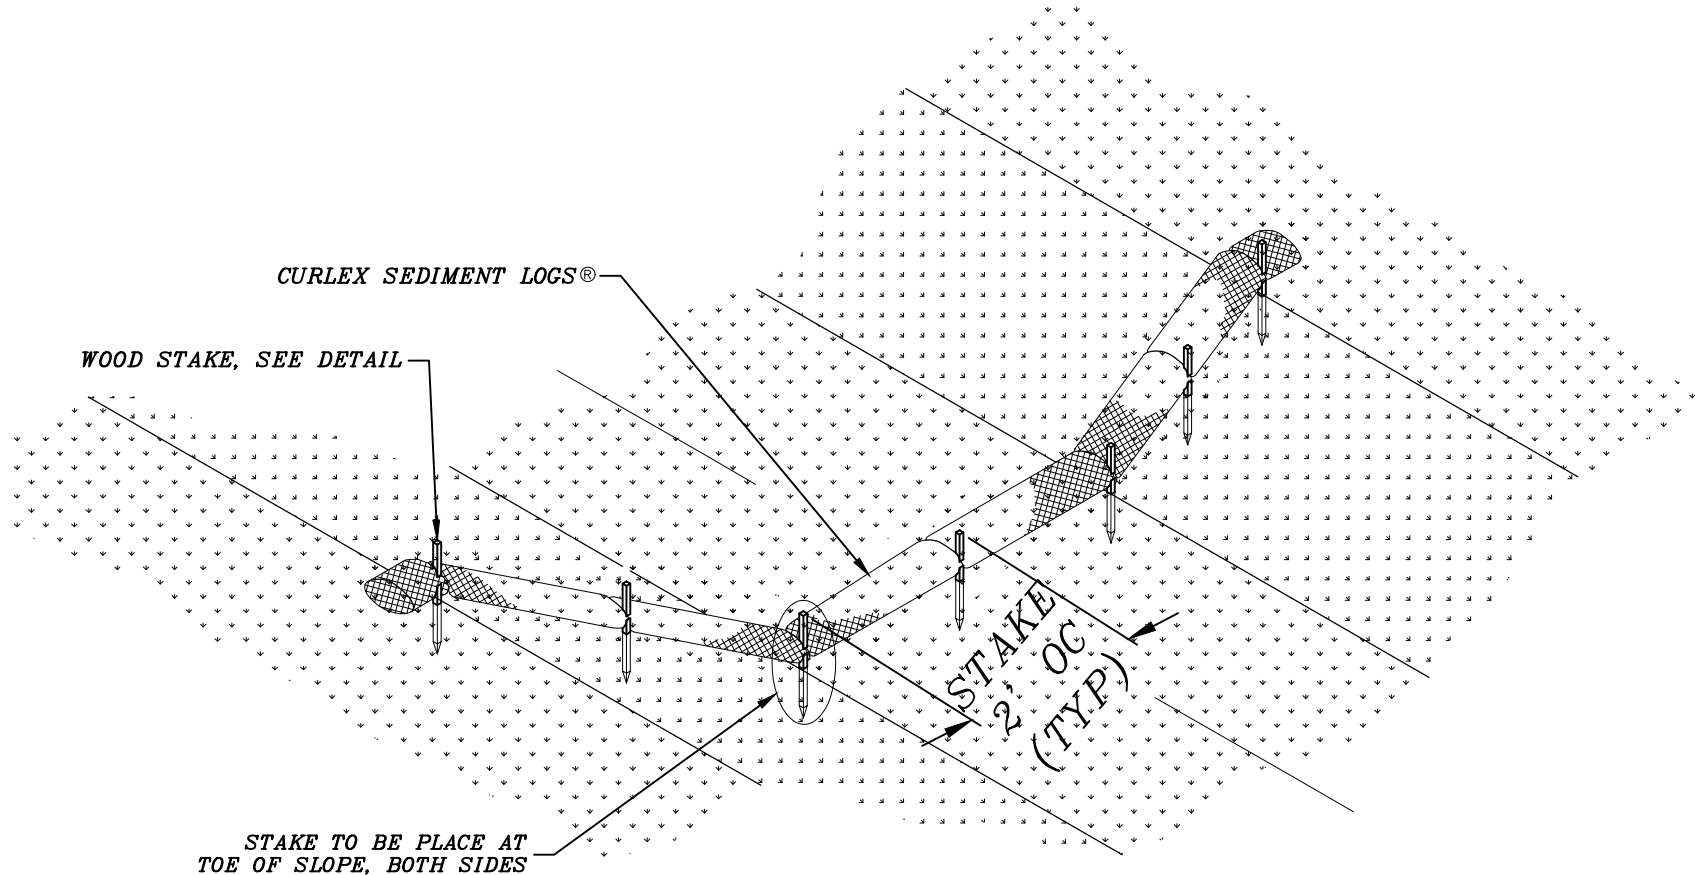 CURLEX SEDIMENT LOGS®
WOOD STAKE, SEE DETAIL
STAKE
2' OC
(TYP)
STAKE TO BE PLACE AT
TOE OF SLOPE, BOTH SIDES